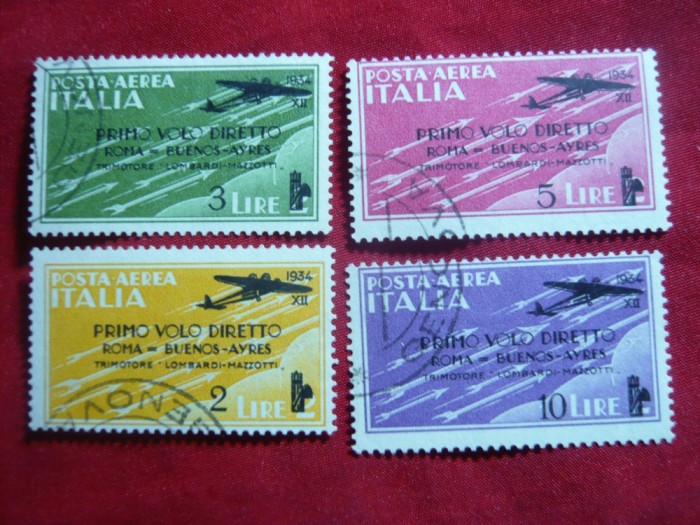 POSTA·AEREA
ITALIA
1934
XII
PRIMO VOLO DIRETTO
ROMA = BUENOS-AYRES
TRIMOTORE "LOMBARDI-MAZZOTTI"
3 LIRE
POSTA·AEREA
ITALIA
1934
XII
PRIMO VOLO DIRETTO
ROMA = BUENOS-AYRES
TRIMOTORE "LOMBARDI-MAZZOTTI"
5 LIRE
POSTA·AEREA
ITALIA
1934
XII
PRIMO VOLO DIRETTO
ROMA = BUENOS-AYRES
TRIMOTORE "LOMBARDI-MAZZOTTI"
2 LIRE
POSTA·AEREA
ITALIA
1934
XII
PRIMO VOLO DIRETTO
ROMA = BUENOS-AYRES
TRIMOTORE "LOMBARDI-MAZZOTTI"
10 LIRE